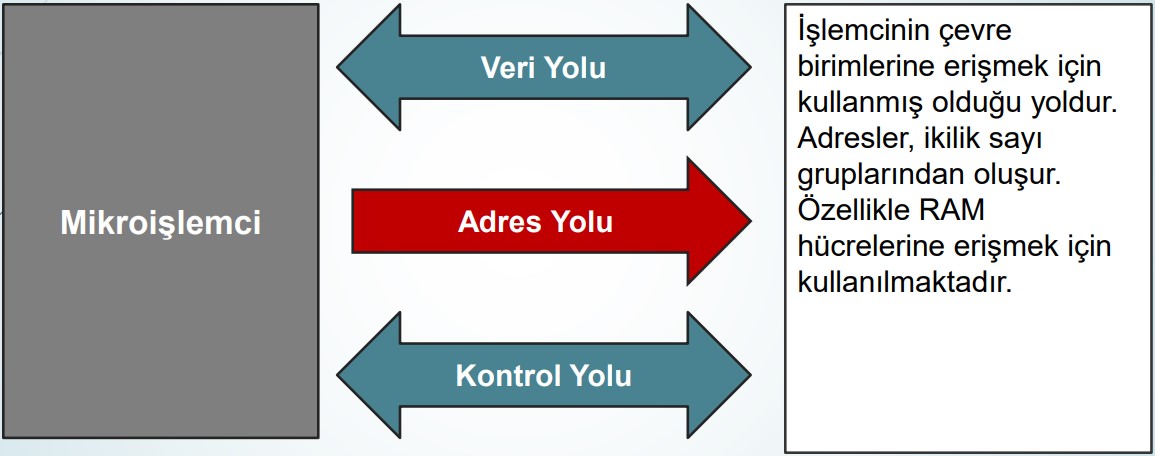 Mikroişlemci
Veri Yolu
Adres Yolu
Kontrol Yolu
İşlemcinin çevre
birimlerine erişmek için
kullanmış olduğu yoldur.
Adresler, ikilik sayı
gruplarından oluşur.
Özellikle RAM
hücrelerine erişmek için
kullanılmaktadır.